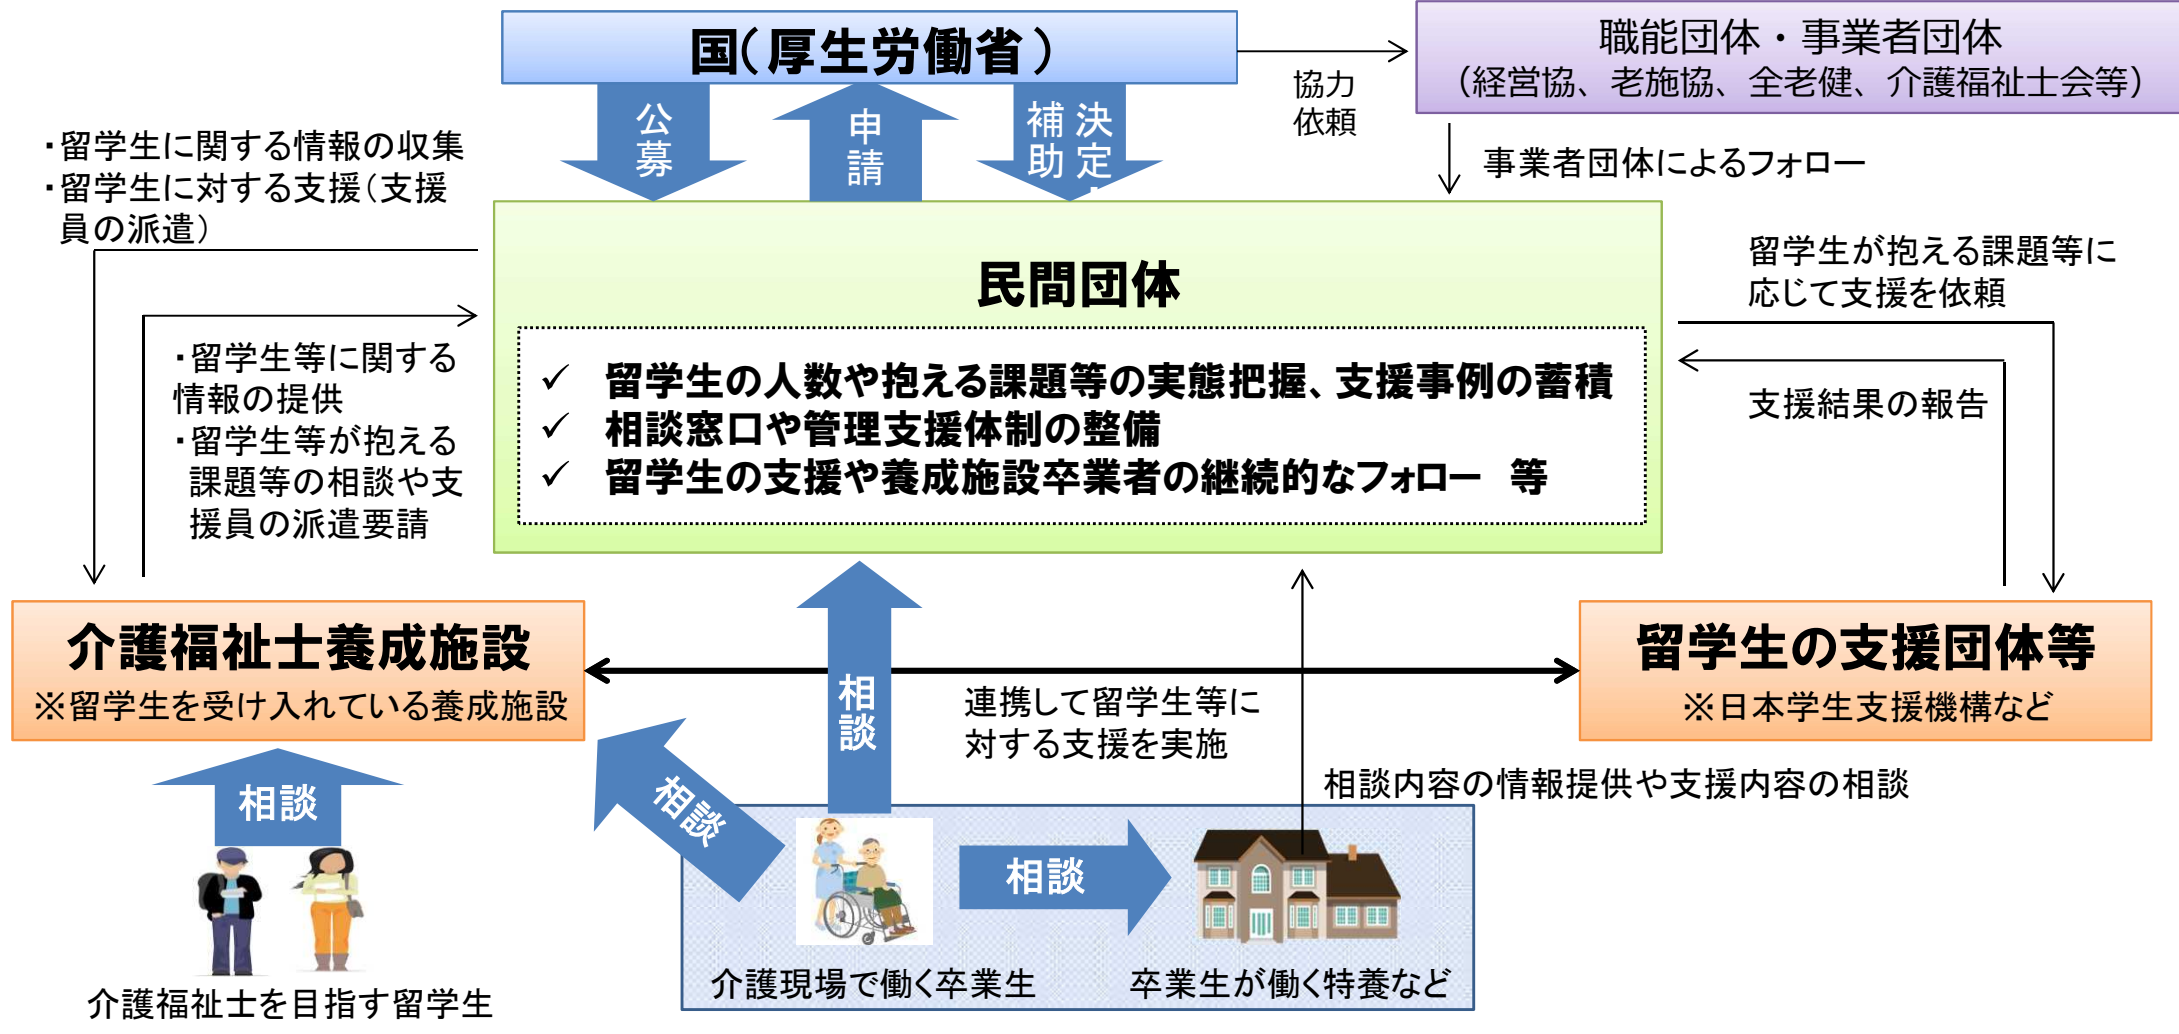 国(厚生労働省)
職能団体・事業者団体
(経営協、老施協、全老健、介護福祉士会等)
協力
依頼
公募
申請
補助
決定
事業者団体によるフォロー
・留学生に関する情報の収集
・留学生に対する支援(支援
員の派遣)
民間団体
✓ 留学生の人数や抱える課題等の実態把握、支援事例の蓄積
✓ 相談窓口や管理支援体制の整備
✓ 留学生の支援や養成施設卒業者の継続的なフォロー 等
留学生が抱える課題等に
応じて支援を依頼
支援結果の報告
・留学生等に関する
情報の提供
・留学生等が抱える
課題等の相談や支
援員の派遣要請
介護福祉士養成施設
※留学生を受け入れている養成施設
留学生の支援団体等
※日本学生支援機構など
相談
連携して留学生等に
対する支援を実施
相談
相談
相談内容の情報提供や支援内容の相談
相談
介護福祉士を目指す留学生
介護現場で働く卒業生
卒業生が働く特養など